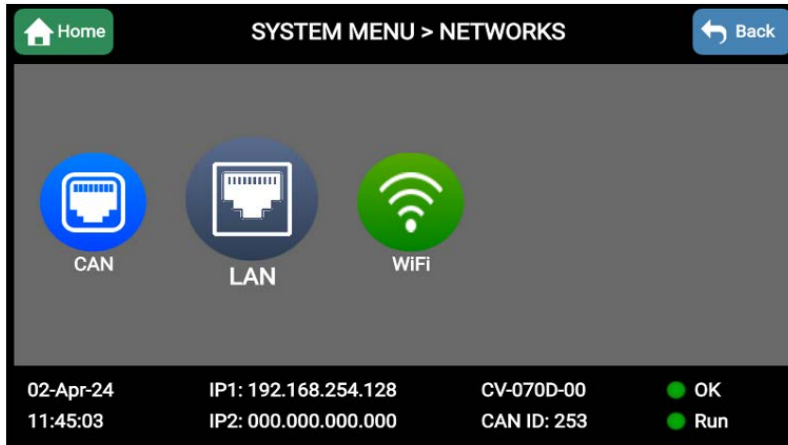 Home SYSTEM MENU > NETWORKS Back
CAN LAN WiFi
02-Apr-24 IP1: 192.168.254.128 CV-070D-00 OK
11:45:03 IP2: 000.000.000.000 CAN ID: 253 Run